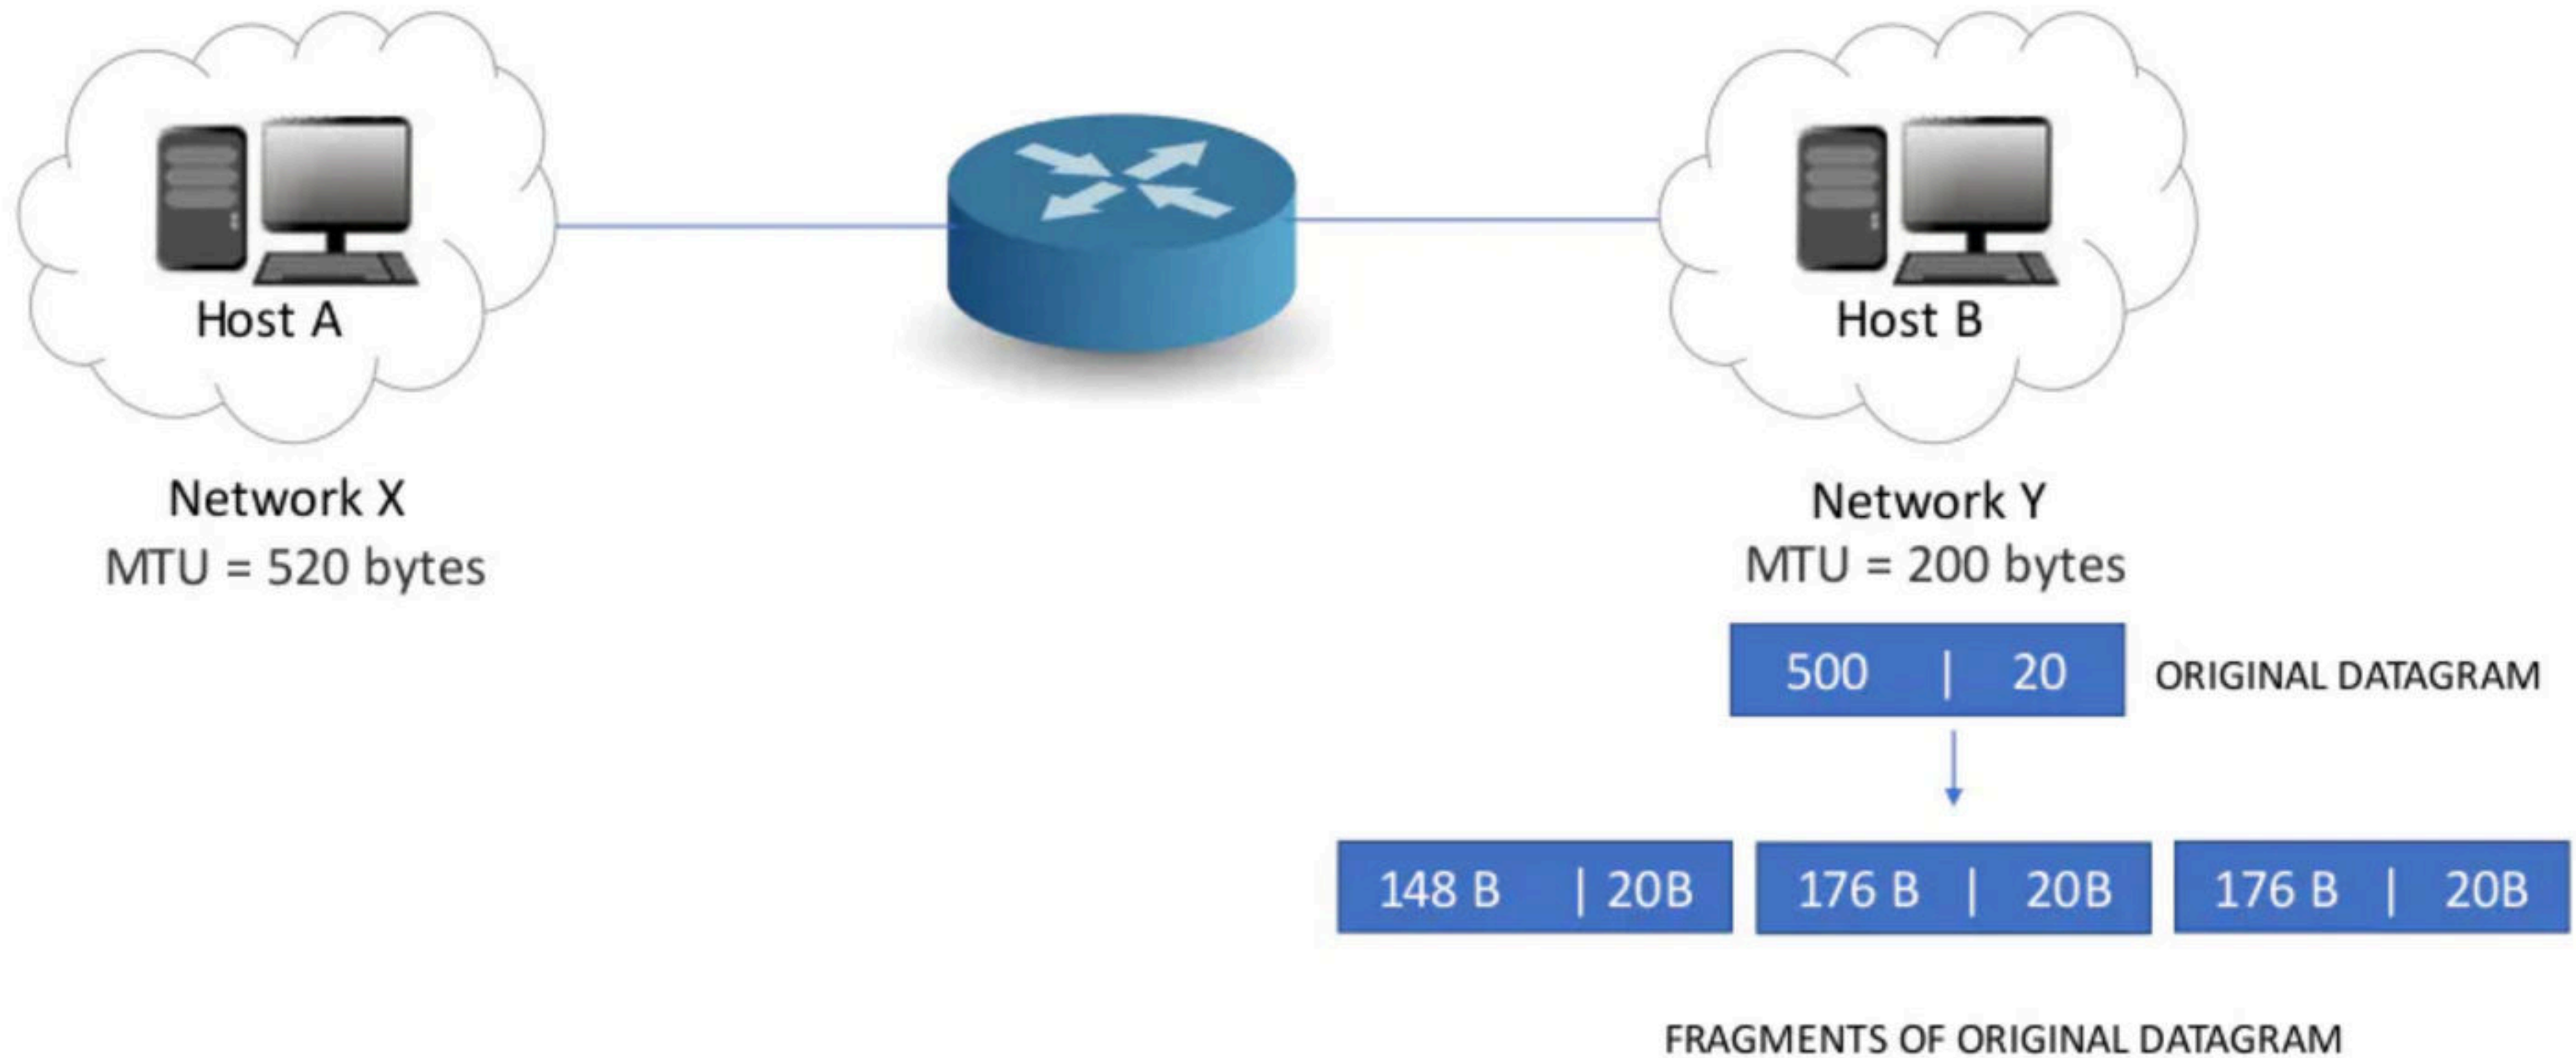 Host A
Host B
Network X
MTU = 520 bytes
Network Y
MTU = 200 bytes
500 | 20
ORIGINAL DATAGRAM
148 B | 20B
176 B | 20B
176 B | 20B
FRAGMENTS OF ORIGINAL DATAGRAM